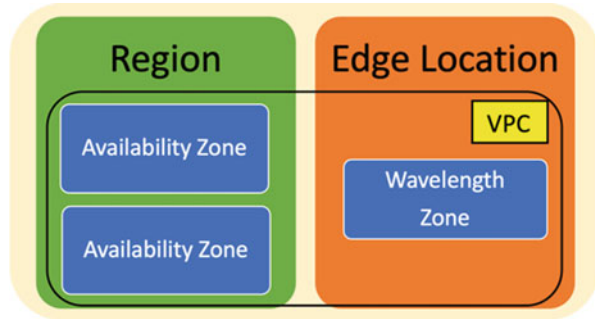 Region
Edge Location
VPC
Availability Zone
Availability Zone
Wavelength
Zone